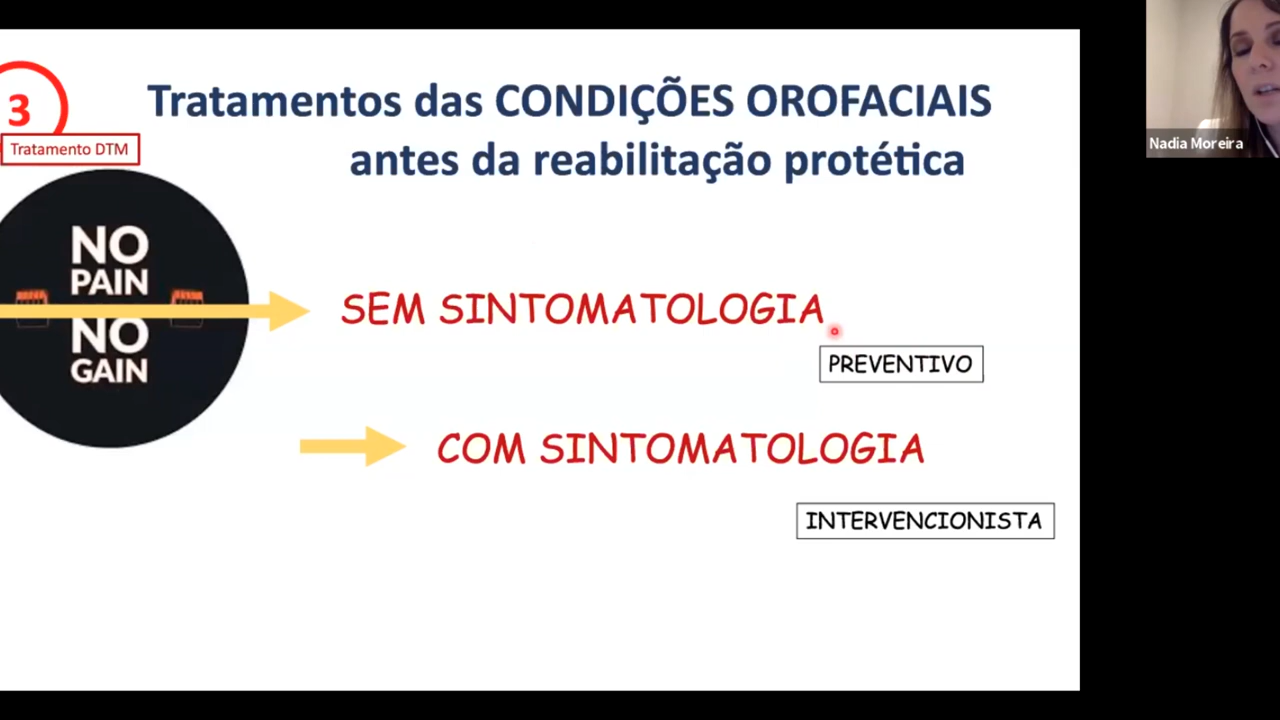 3
Tratamento DTM
Tratamentos das CONDIÇÕES OROFACIAIS
antes da reabilitação protética
NO
PAIN
NO
GAIN
SEM SINTOMATOLOGIA
PREVENTIVO
COM SINTOMATOLOGIA
INTERVENCIONISTA
Nadia Moreira